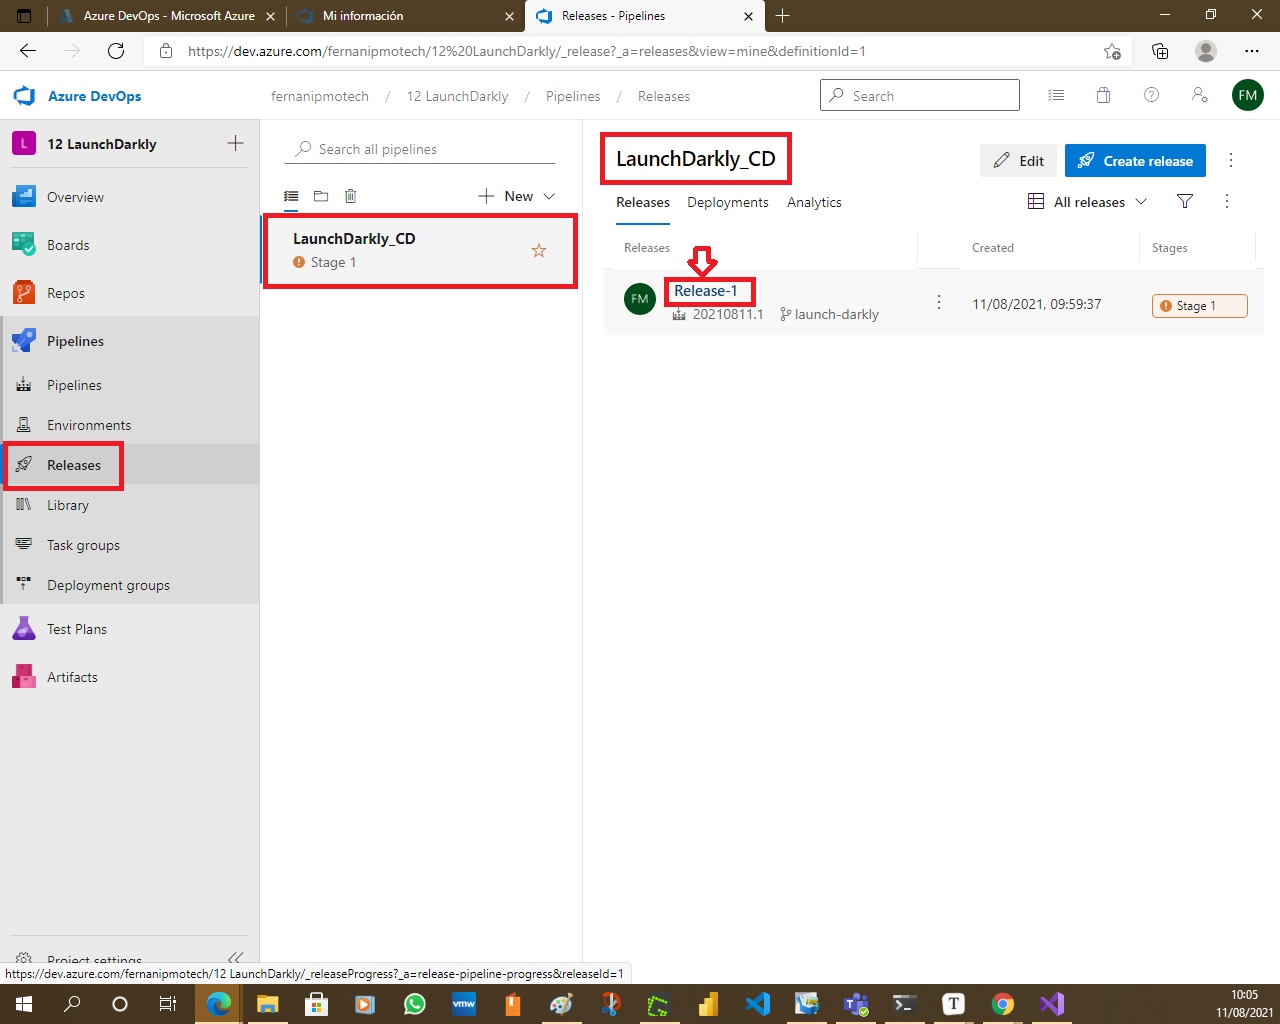 Azure DevOps - Microsoft Azure
Mi información
Releases - Pipelines
https://dev.azure.com/fernanipmotech/12%20LaunchDarkly/_release?_a=releases&view=mine&definitionId=1
Azure DevOps
fernanipmotech / 12 LaunchDarkly / Pipelines / Releases
Search
FM
L
12 LaunchDarkly
Overview
Boards
Repos
Pipelines
Pipelines
Environments
Releases
Library
Task groups
Deployment groups
Test Plans
Artifacts
Project settings
Search all pipelines
New
LaunchDarkly_CD
Stage 1
LaunchDarkly_CD
Edit
Create release
Releases
Deployments
Analytics
All releases
Releases
Created
Stages
FM
Release-1
20210811.1
launch-darkly
11/08/2021, 09:59:37
Stage 1
https://dev.azure.com/fernanipmotech/12 LaunchDarkly/_releaseProgress?_a=release-pipeline-progress&releaseId=1
vmw
T
10:05
11/08/2021